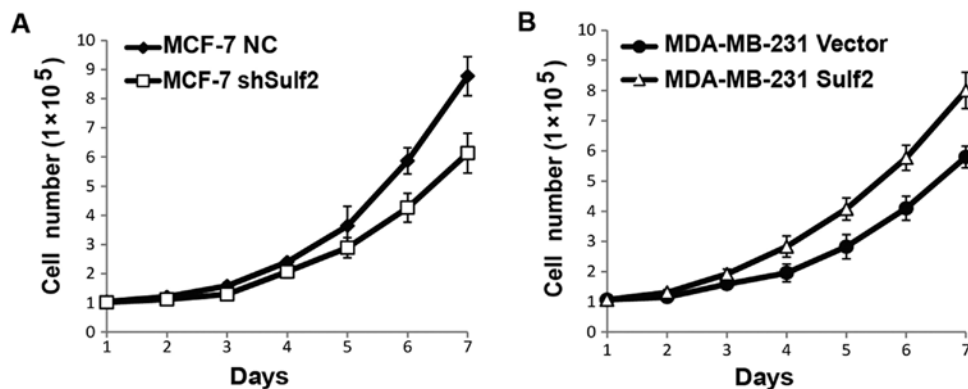 A
MCF-7 NC
MCF-7 shSulf2
Cell number (1×10⁵)
10
9
8
7
6
5
4
3
2
1
0
1 2 3 4 5 6 7
Days
B
MDA-MB-231 Vector
MDA-MB-231 Sulf2
Cell number (1×10⁵)
10
9
8
7
6
5
4
3
2
1
0
1 2 3 4 5 6 7
Days